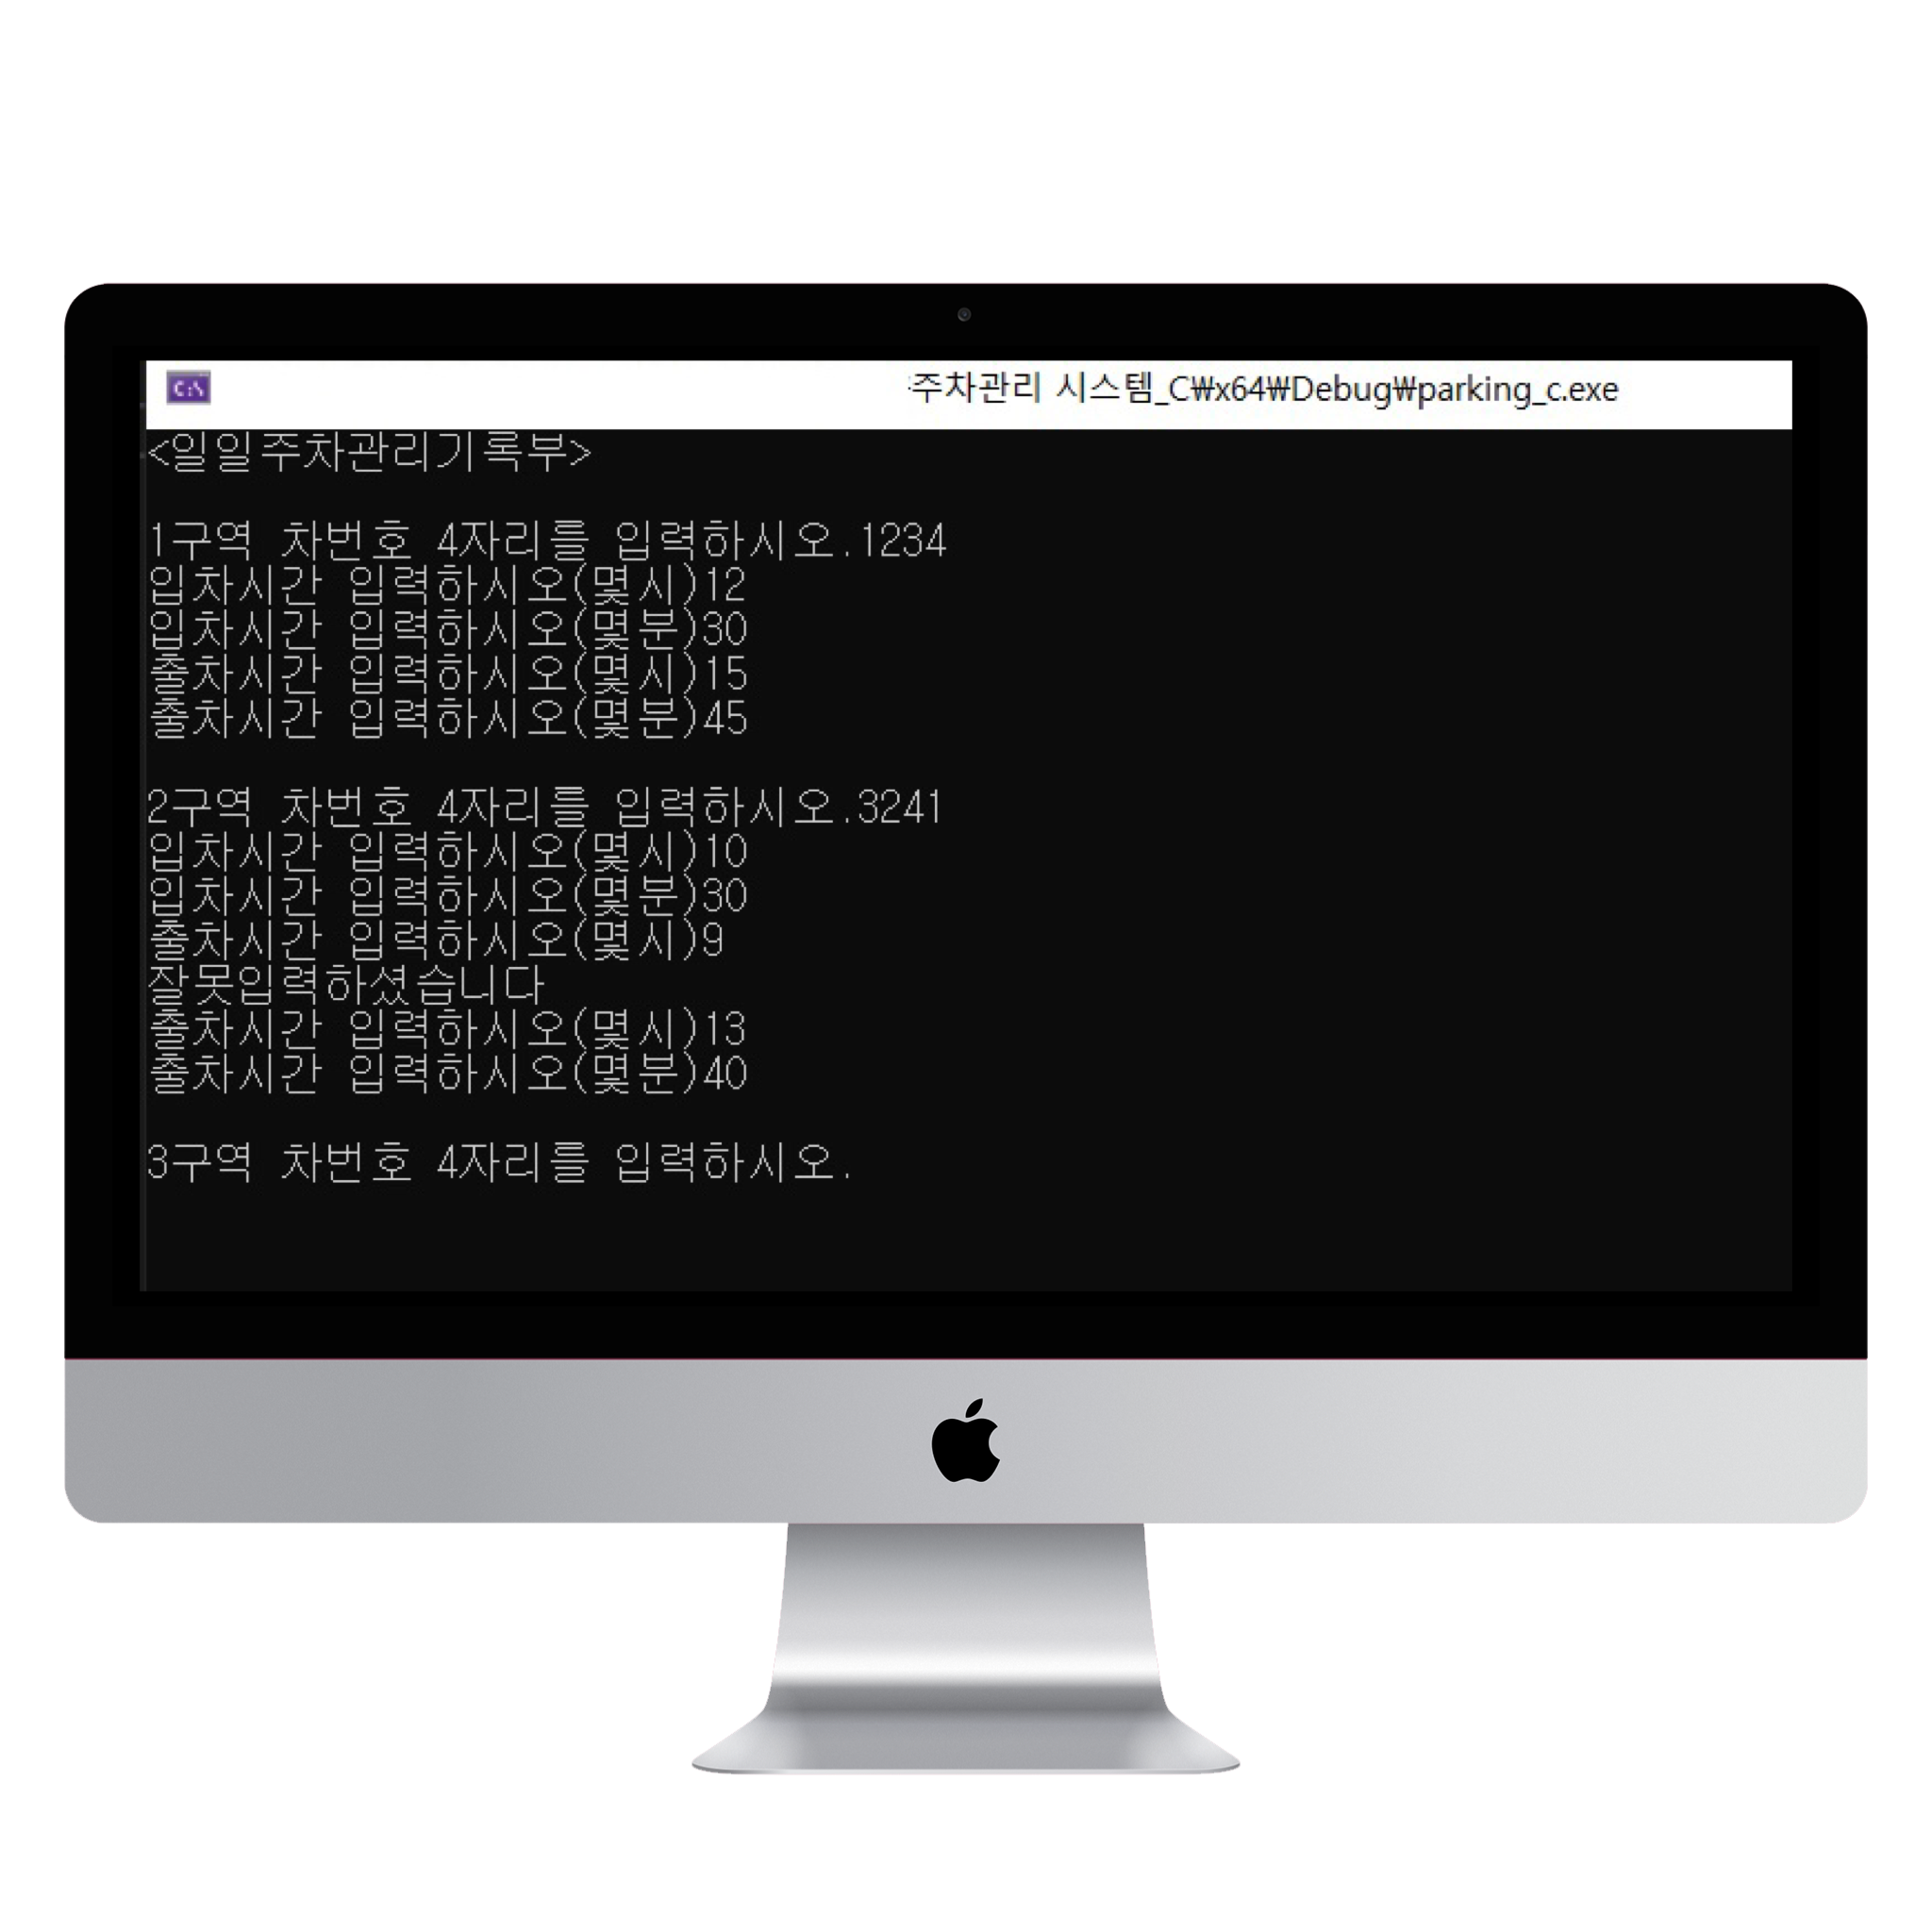 C:\
주차관리 시스템_C₩x64₩Debug₩parking_c.exe
<일일주차관리기록부>
1구역 차번호 4자리를 입력하시오.1234
입차시간 입력하시오(몇시)12
입차시간 입력하시오(몇분)30
출차시간 입력하시오(몇시)15
출차시간 입력하시오(몇분)45
2구역 차번호 4자리를 입력하시오.3241
입차시간 입력하시오(몇시)10
입차시간 입력하시오(몇분)30
출차시간 입력하시오(몇시)9
잘못입력하셨습니다
출차시간 입력하시오(몇시)13
출차시간 입력하시오(몇분)40
3구역 차번호 4자리를 입력하시오.